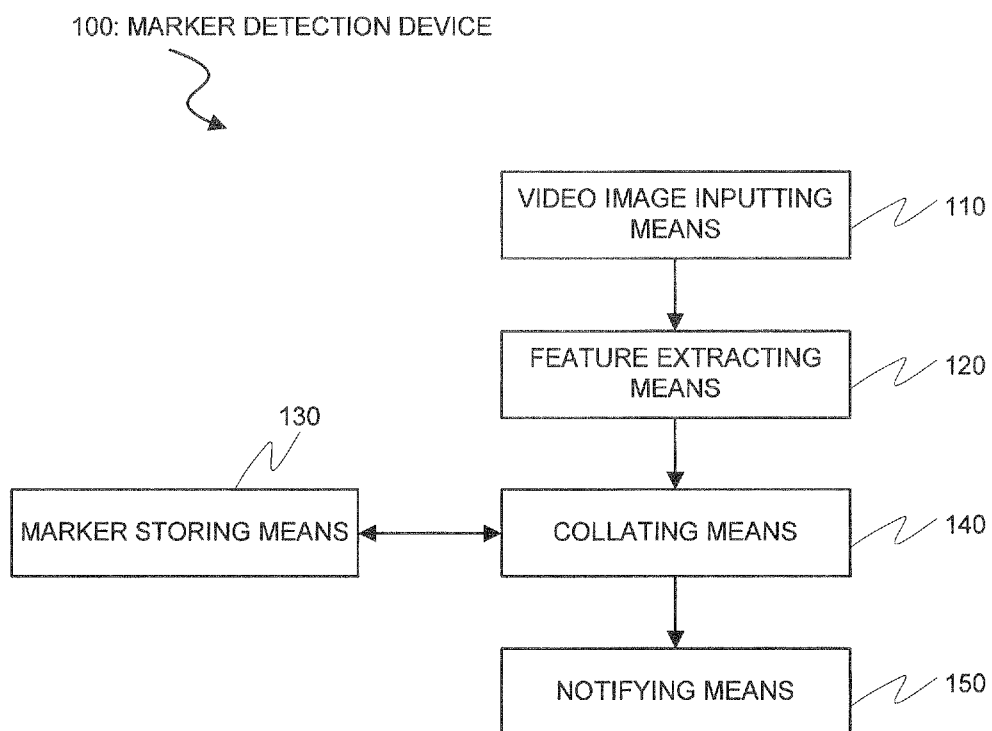 100: MARKER DETECTION DEVICE
VIDEO IMAGE INPUTTING
MEANS
110
FEATURE EXTRACTING
MEANS
120
130
MARKER STORING MEANS
COLLATING MEANS
140
NOTIFYING MEANS
150